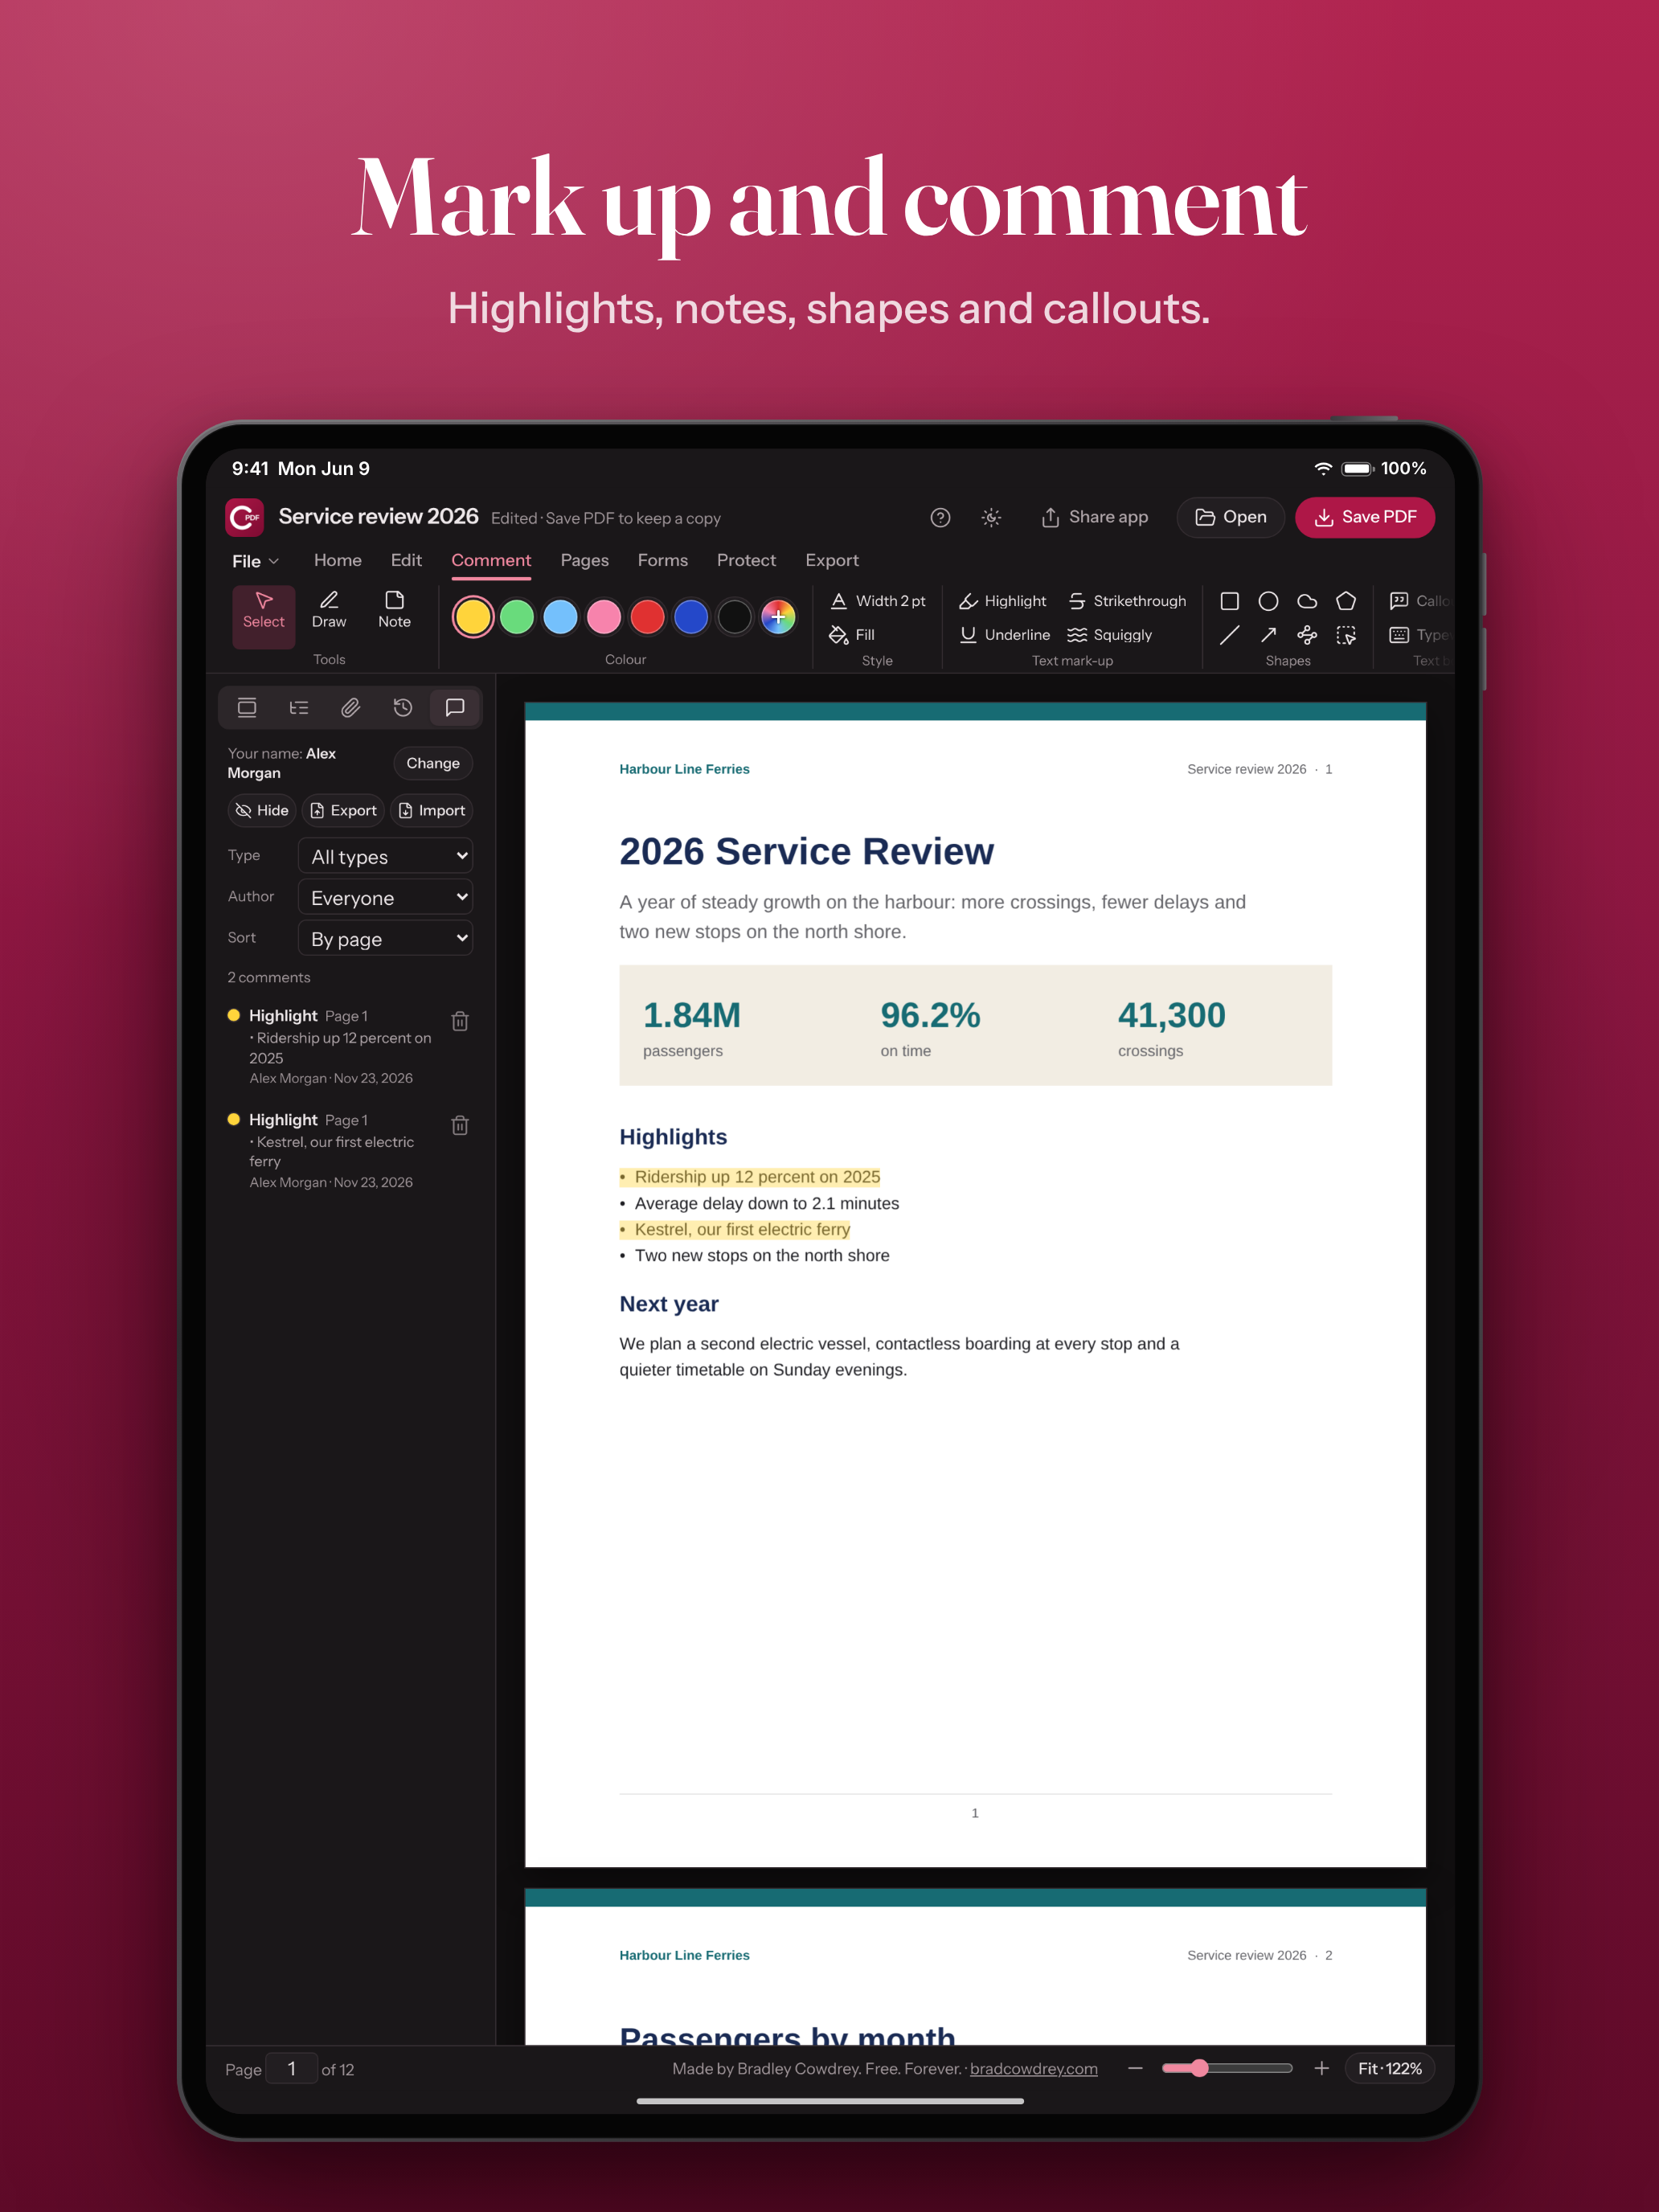 Mark up and comment
Highlights, notes, shapes and callouts.
9:41 Mon Jun 9
100%
PDF
Service review 2026 Edited · Save PDF to keep a copy
Share app
Open
Save PDF
File Home Edit Comment Pages Forms Protect Export
Select Draw Note
Tools
Colour
Width 2 pt
Fill
Style
Highlight Strikethrough
Underline Squiggly
Text mark-up
Shapes
Your name: Alex
Morgan
Change
Hide Export Import
Type All types
Author Everyone
Sort By page
2 comments
Highlight Page 1
• Ridership up 12 percent on
2025
Alex Morgan · Nov 23, 2026
Highlight Page 1
• Kestrel, our first electric
ferry
Alex Morgan · Nov 23, 2026
Harbour Line Ferries Service review 2026 · 1
2026 Service Review
A year of steady growth on the harbour: more crossings, fewer delays and
two new stops on the north shore.
1.84M 96.2% 41,300
passengers on time crossings
Highlights
• Ridership up 12 percent on 2025
• Average delay down to 2.1 minutes
• Kestrel, our first electric ferry
• Two new stops on the north shore
Next year
We plan a second electric vessel, contactless boarding at every stop and a
quieter timetable on Sunday evenings.
1
Harbour Line Ferries Service review 2026 · 2
Passengers by month
Page 1 of 12
Made by Bradley Cowdrey. Free. Forever. · bradcowdrey.com
Fit · 122%